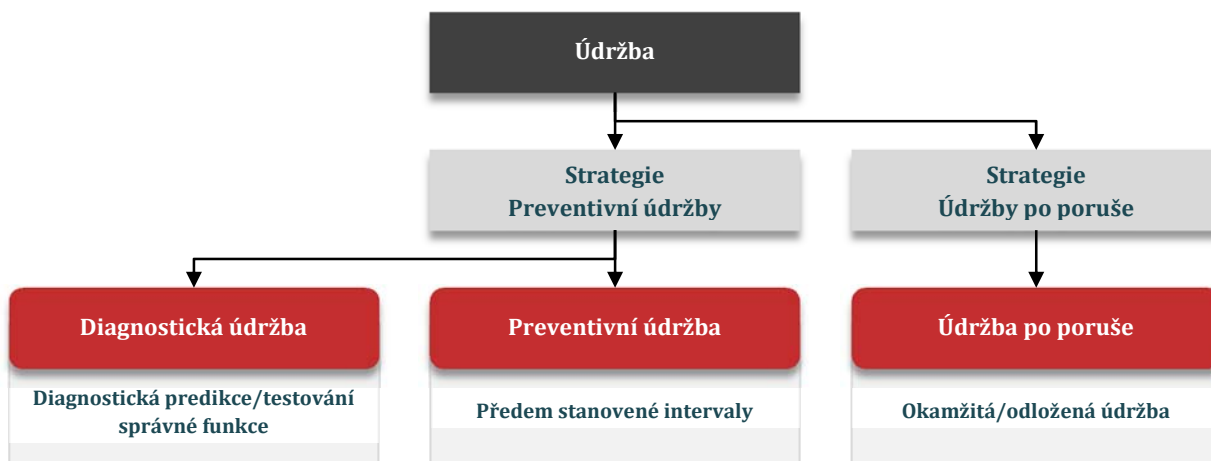 Údržba
Strategie
Preventivní údržby
Strategie
Údržby po poruše
Diagnostická údržba
Preventivní údržba
Údržba po poruše
Diagnostická predikce/testování
správné funkce
Předem stanovené intervaly
Okamžitá/odložená údržba